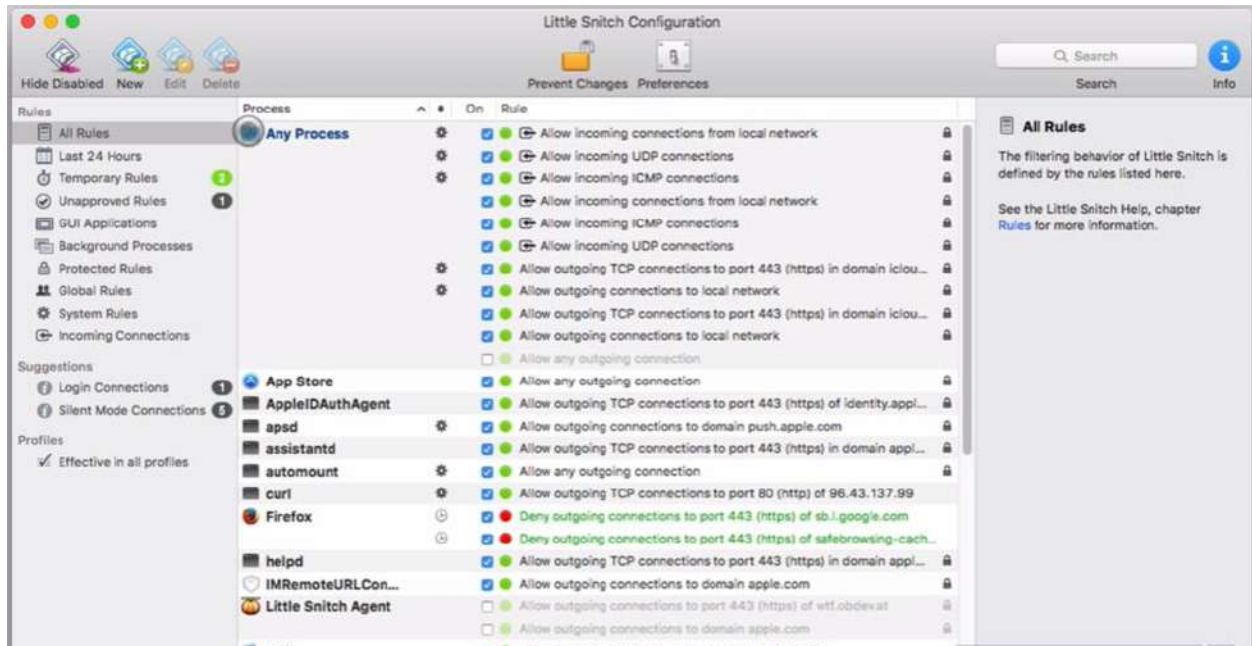 Little Snitch Configuration
Hide Disabled New Edit Delete
Prevent Changes Preferences
Search
Search
Info
Rules
All Rules
Last 24 Hours
Temporary Rules 2
Unapproved Rules 1
GUI Applications
Background Processes
Protected Rules
Global Rules
System Rules
Incoming Connections
Suggestions
Login Connections 1
Silent Mode Connections 5
Profiles
Effective in all profiles
Process On Rule
Any Process Allow incoming connections from local network
Allow incoming UDP connections
Allow incoming ICMP connections
Allow incoming connections from local network
Allow incoming ICMP connections
Allow incoming UDP connections
Allow outgoing TCP connections to port 443 (https) in domain iclou...
Allow outgoing connections to local network
Allow outgoing TCP connections to port 443 (https) in domain iclou...
Allow outgoing connections to local network
Allow any outgoing connection
App Store Allow any outgoing connection
AppleIDAuthAgent Allow outgoing TCP connections to port 443 (https) of identity.appl...
apsd Allow outgoing connections to domain push.apple.com
assistantd Allow outgoing TCP connections to port 443 (https) in domain appl...
automount Allow any outgoing connection
curl Allow outgoing TCP connections to port 80 (http) of 96.43.137.99
Firefox Deny outgoing connections to port 443 (https) of sb.l.google.com
Deny outgoing connections to port 443 (https) of safebrowsing-cach...
helpd Allow outgoing TCP connections to port 443 (https) in domain appl...
IMRemoteURLCon... Allow outgoing connections to domain apple.com
Little Snitch Agent Allow outgoing connections to port 443 (https) of wtf.obdev.at
Allow outgoing connections to domain apple.com
All Rules
The filtering behavior of Little Snitch is
defined by the rules listed here.
See the Little Snitch Help, chapter
Rules for more information.